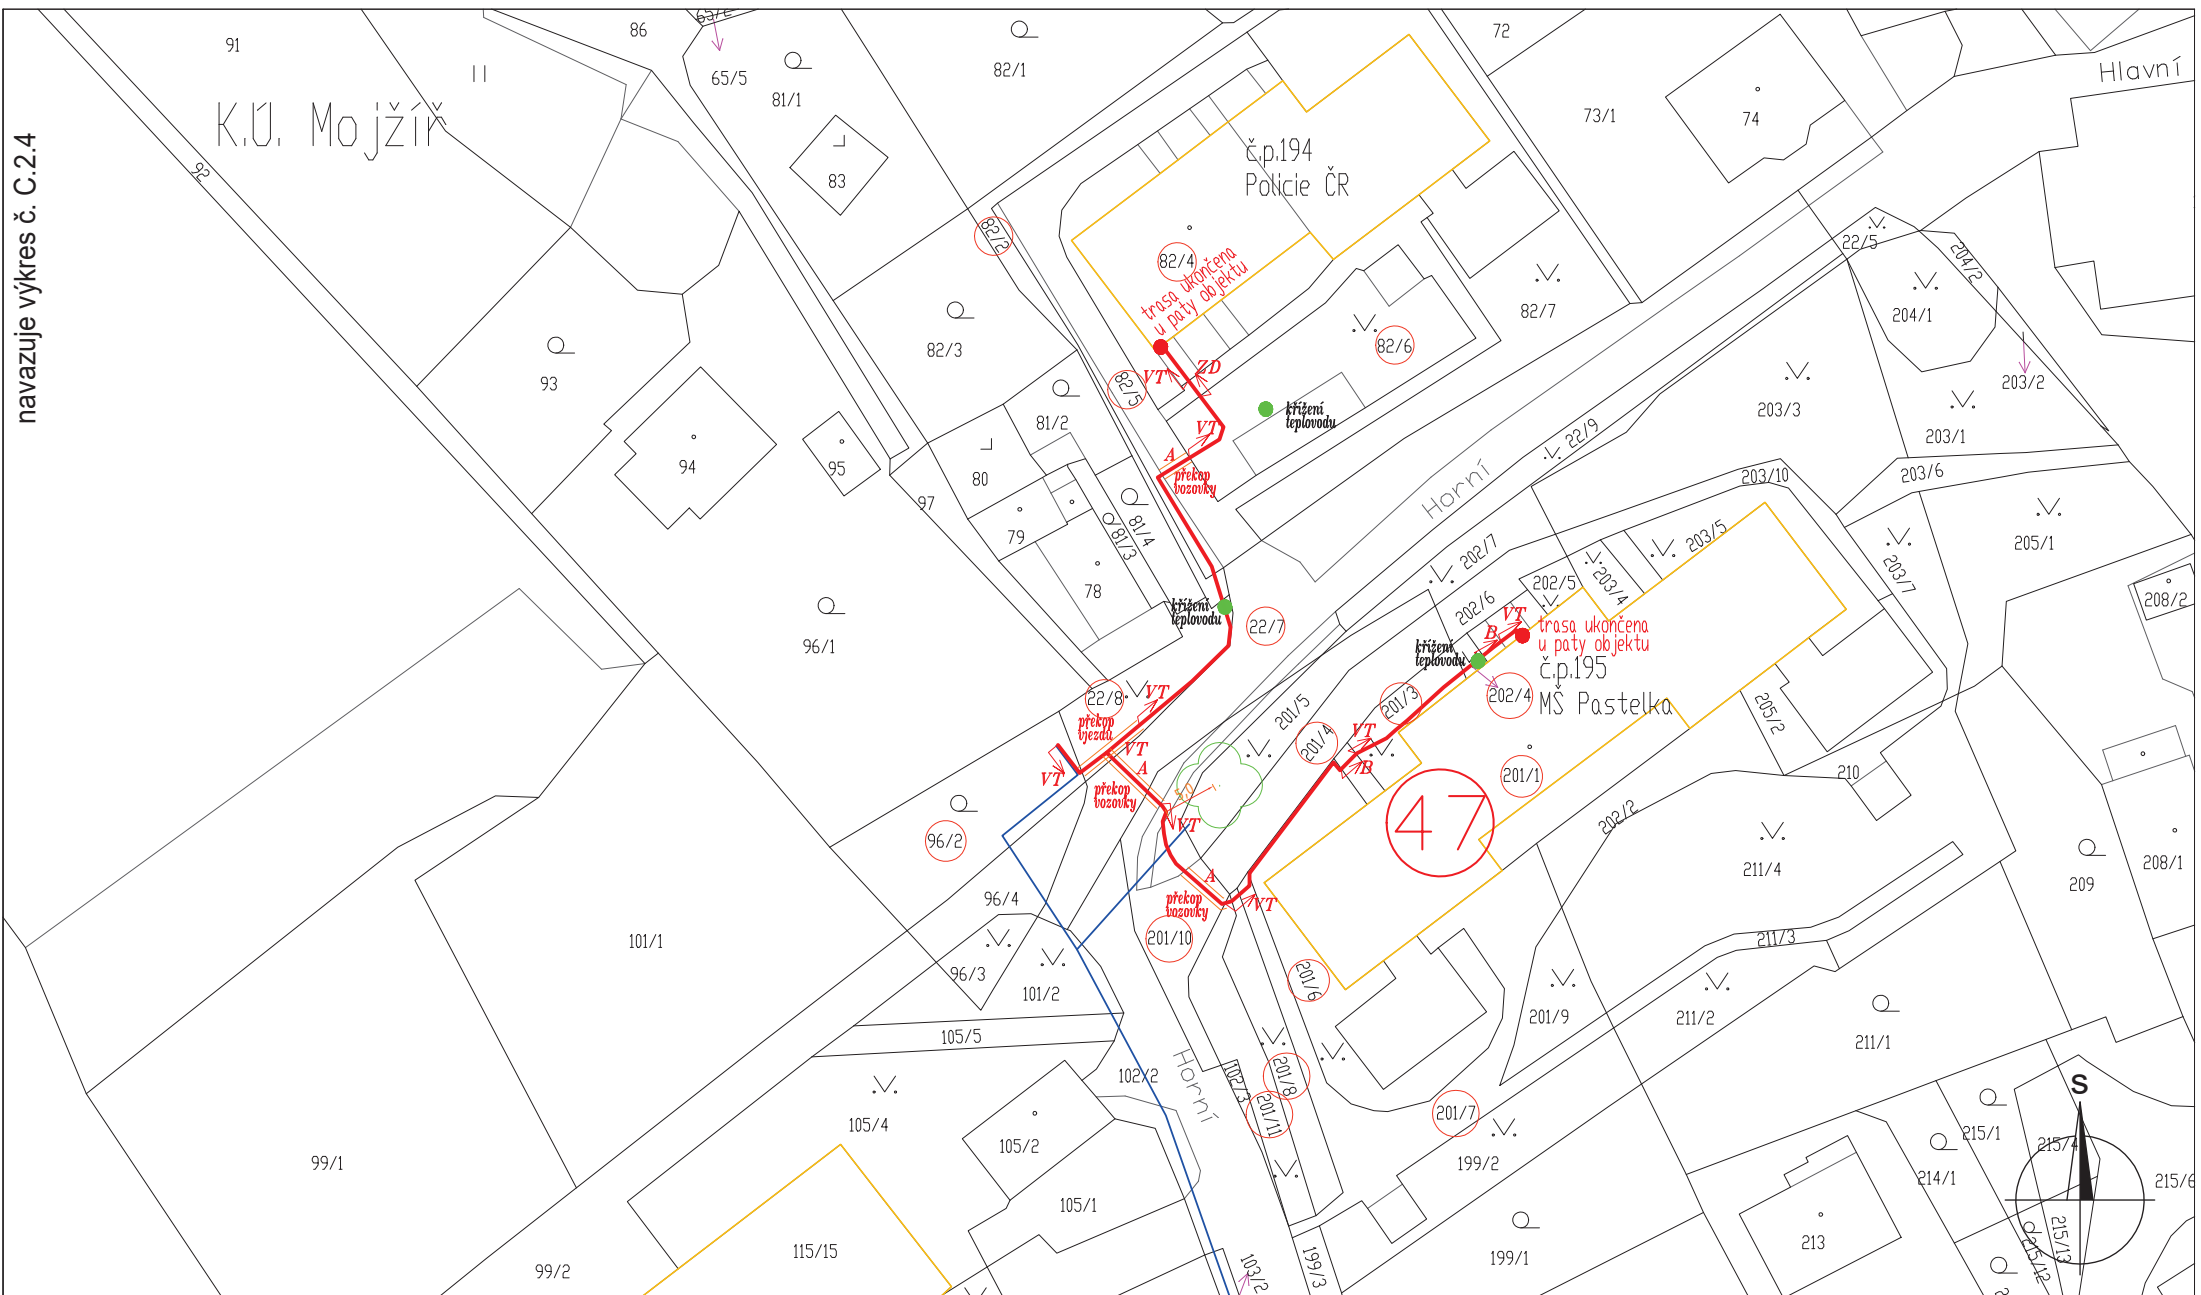 navazuje výkres č. C.2.4
K.Ú. Mojžíř
91
92
86
65/2
65/5
81/1
82/1
83
72
73/1
74
Hlavní
č.p.194
Policie ČR
82/2
82/4
trasa ukončena
u paty objektu
82/3
82/5
82/6
82/7
22/5
204/2
204/1
203/2
203/3
203/1
93
94
95
97
80
81/2
79
78
81/3
81/4
VT
ZD
VT
A
překop
vozovky
křížení
teplovodu
22/9
Horní
203/10
203/6
203/5
203/7
205/1
208/2
202/7
202/5
203/4
202/6
VT
B
trasa ukončena
u paty objektu
křížení
teplovodu
č.p.195
MŠ Pastelka
202/4
křížení
teplovodu
22/7
22/8
VT
překop
vjezdu
VT
VT
A
překop
vozovky
5,0
VT
96/1
96/2
96/4
96/3
201/5
201/4
201/3
VT
B
201/1
47
205/2
210
202/2
211/4
209
208/1
A
překop
vozovky
VT
201/10
201/6
101/1
101/2
105/5
102/2
Horní
102/3
201/8
201/11
201/7
201/9
211/3
211/2
211/1
105/4
105/2
105/1
99/1
99/2
115/15
103/2
199/3
199/2
199/1
213
214/1
215/1
215/4
215/6
215/12
215/13
S